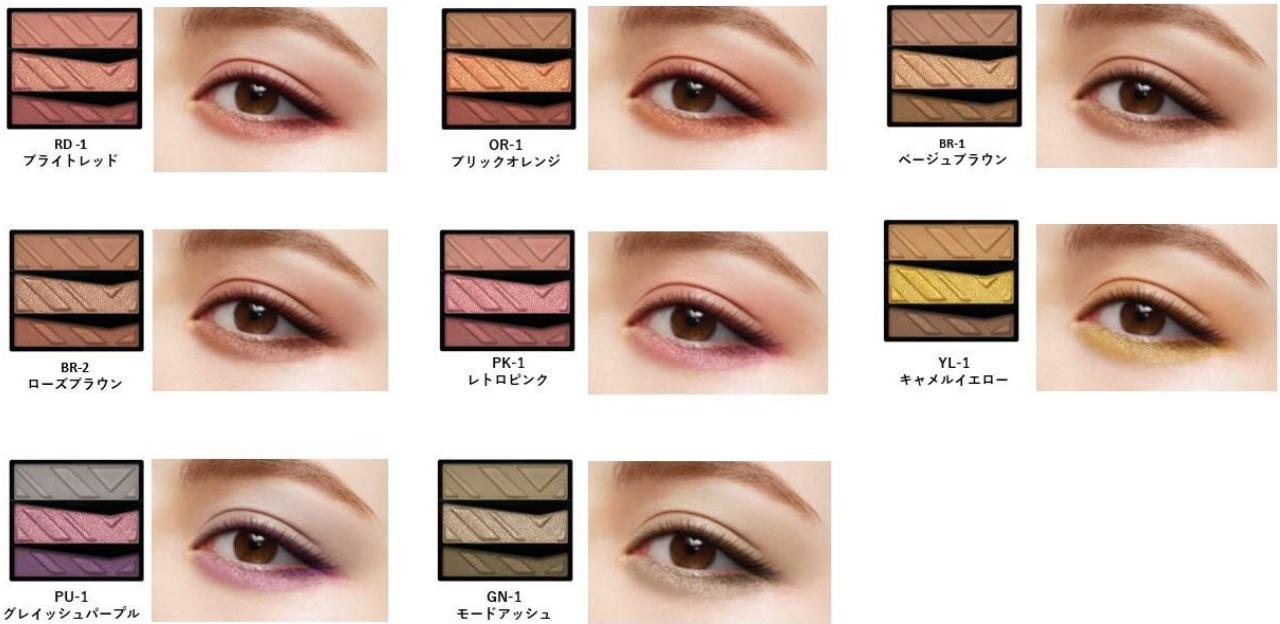 RD-1
ブライトレッド
OR-1
ブリックオレンジ
BR-1
ベージュブラウン
BR-2
ローズブラウン
PK-1
レトロピンク
YL-1
キャメルイエロー
PU-1
グレイッシュパープル
GN-1
モードアッシュ